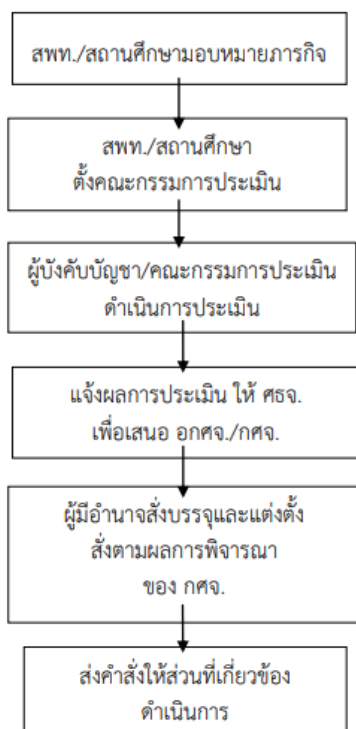 สพท./สถานศึกษามอบหมายภารกิจ
สพท./สถานศึกษา
ตั้งคณะกรรมการประเมิน
ผู้บังคับบัญชา/คณะกรรมการประเมิน
ดำเนินการประเมิน
แจ้งผลการประเมิน ให้ ศธจ.
เพื่อเสนอ อกศจ./กศจ.
ผู้มีอำนาจสั่งบรรจุและแต่งตั้ง
สั่งตามผลการพิจารณา
ของ กศจ.
ส่งคำสั่งให้ส่วนที่เกี่ยวข้อง
ดำเนินการ